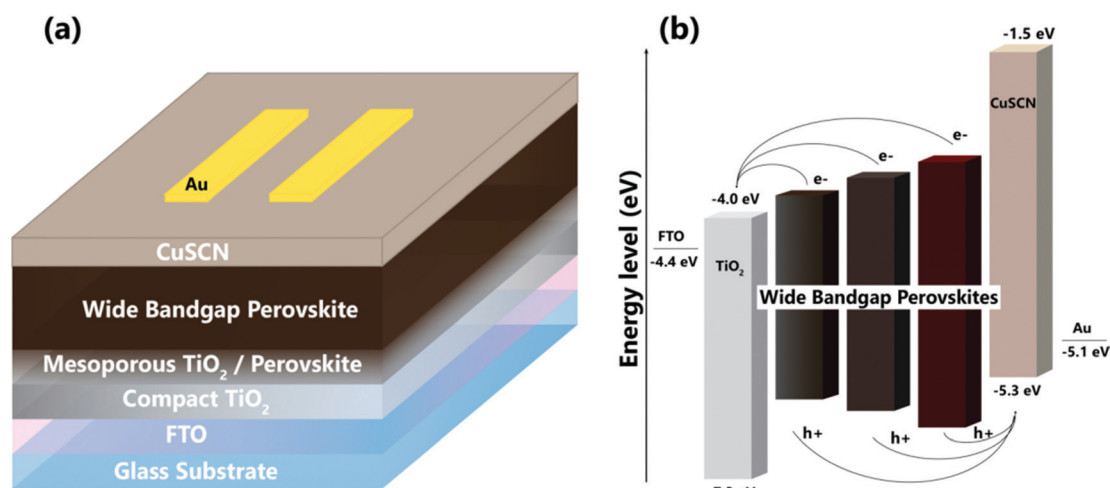 (a)
Au
CuSCN
Wide Bandgap Perovskite
Mesoporous TiO₂ / Perovskite
Compact TiO₂
FTO
Glass Substrate
(b)
Energy level (eV)
-1.5 eV
CuSCN
e-
e-
e-
-4.0 eV
FTO
-4.4 eV
TiO₂
Wide Bandgap Perovskites
Au
-5.1 eV
-5.3 eV
h+
h+
h+